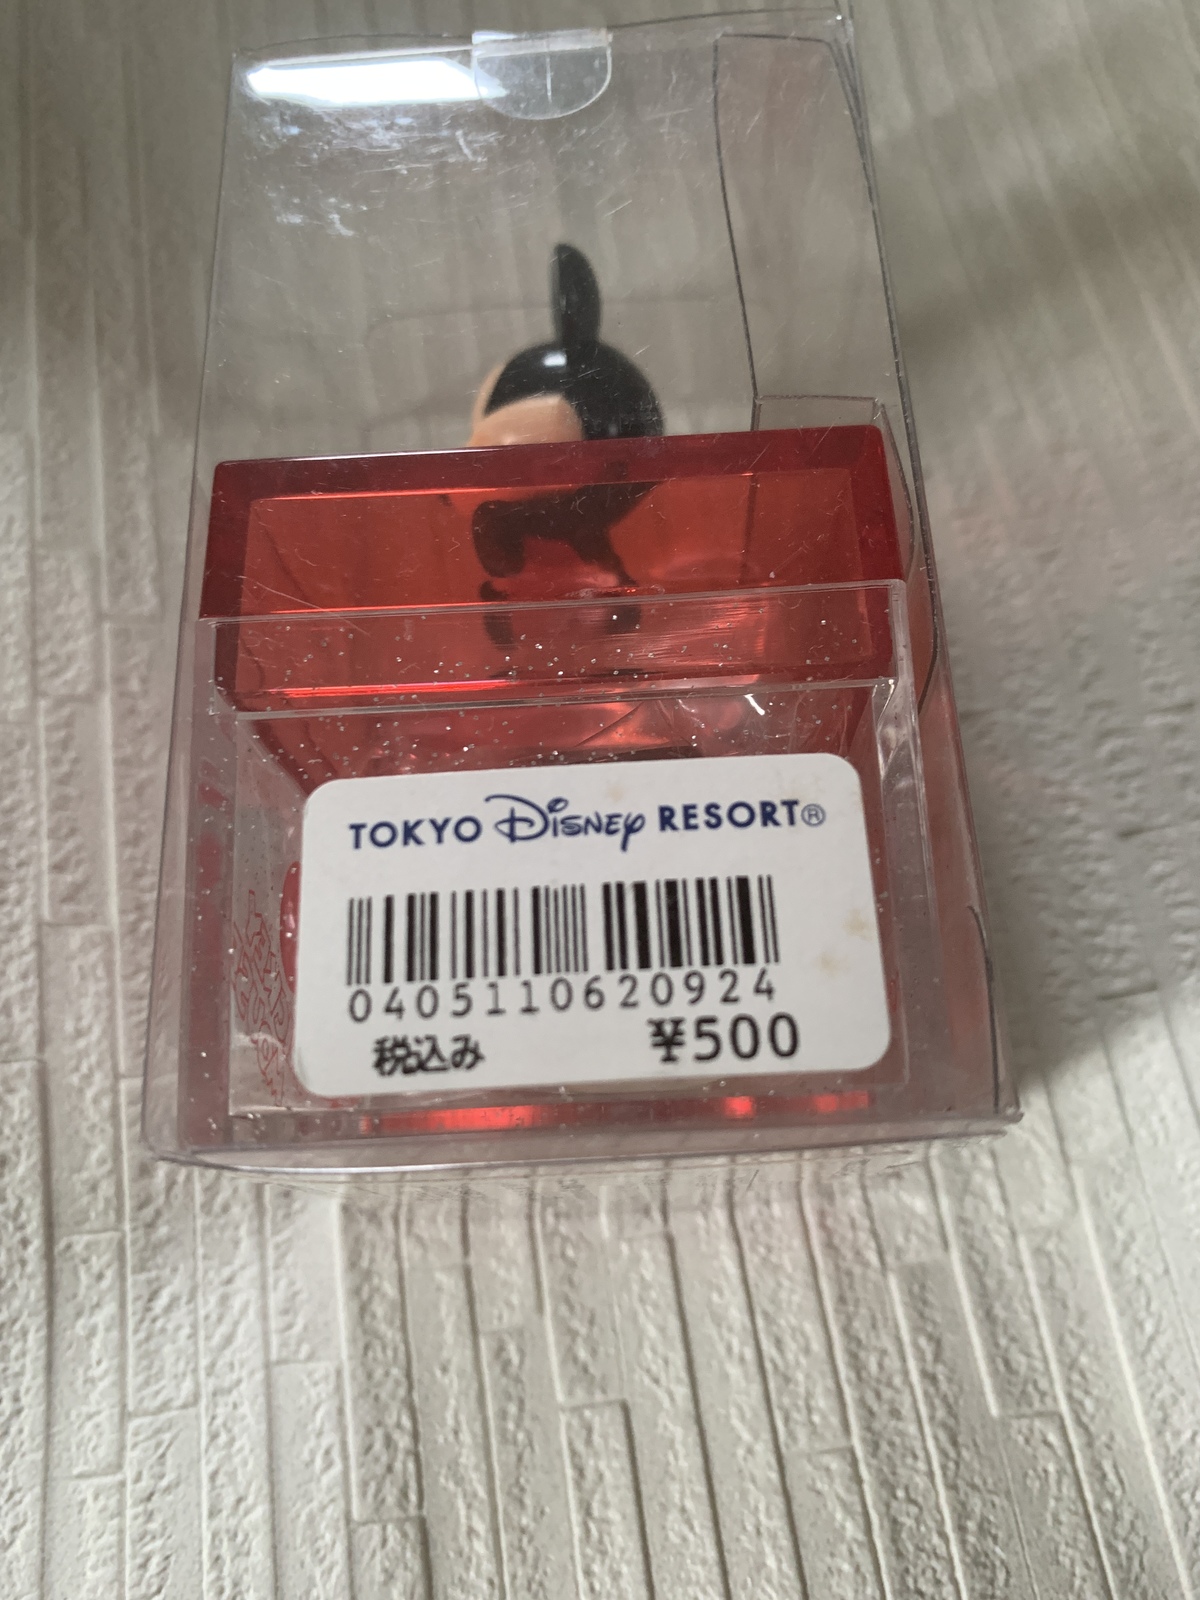 TOKYO Disney RESORT®
0405110620924
税込み ¥500